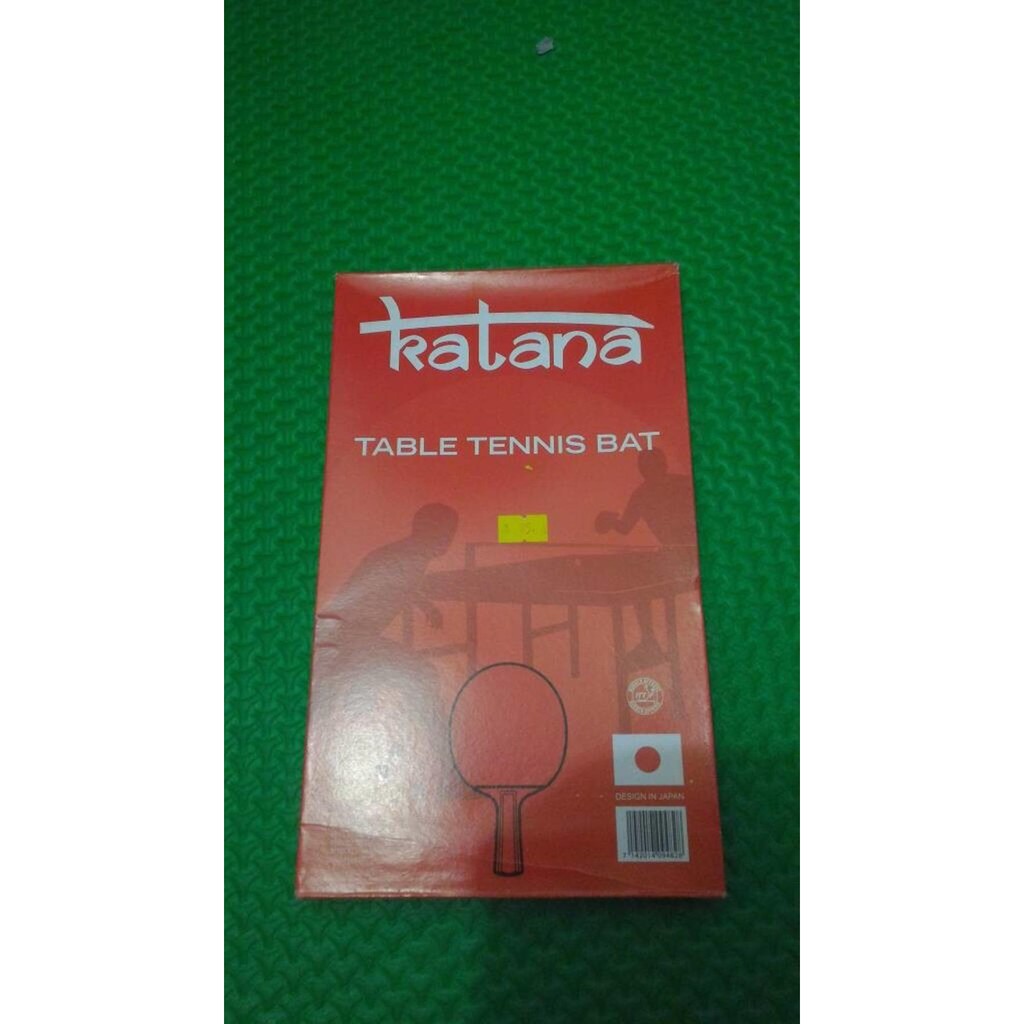 katana
TABLE TENNIS BAT
DESIGN IN JAPAN